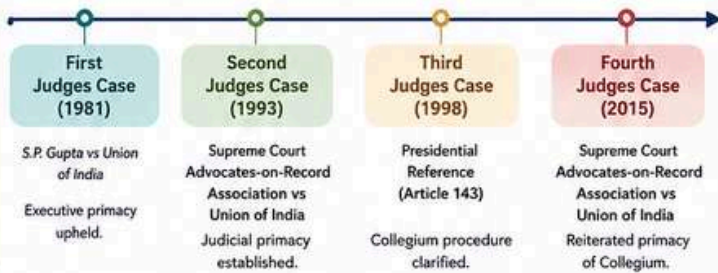 First
Judges Case
(1981)
S.P. Gupta vs Union
of India
Executive primacy
upheld.
Second
Judges Case
(1993)
Supreme Court
Advocates-on-Record
Association vs
Union of India
Judicial primacy
established.
Third
Judges Case
(1998)
Presidential
Reference
(Article 143)
Collegium procedure
clarified.
Fourth
Judges Case
(2015)
Supreme Court
Advocates-on-Record
Association vs
Union of India
Reiterated primacy
of Collegium.